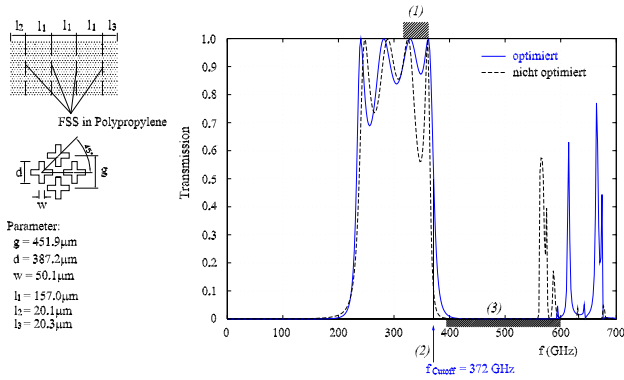 l2 l1 l1 l1 l3
FSS in Polypropylene
45°
d g
w
Parameter:
g = 451.9µm
d = 387.2µm
w = 50.1µm
l1 = 157.0µm
l2 = 20.1µm
l3 = 20.3µm
(1)
optimiert
nicht optimiert
Transmission
1.0
0.9
0.8
0.7
0.6
0.5
0.4
0.3
0.2
0.1
0
(3)
0 100 200 300 400 500 600 700
(2)
f (GHz)
fCutoff = 372 GHz